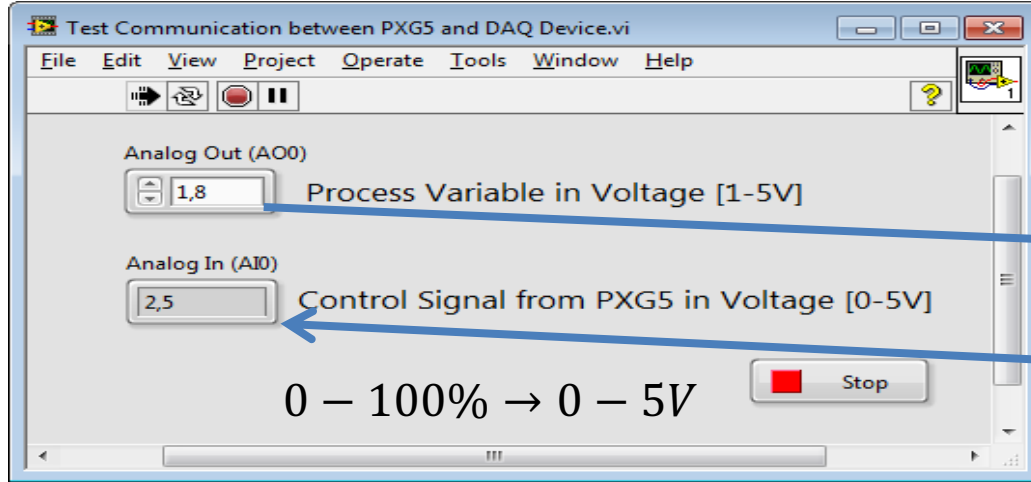 Test Communication between PXG5 and DAQ Device.vi
File Edit View Project Operate Tools Window Help
1
Analog Out (AO0)
1,8 Process Variable in Voltage [1-5V]
Analog In (AI0)
2,5 Control Signal from PXG5 in Voltage [0-5V]
Stop
0 − 100% → 0 − 5V